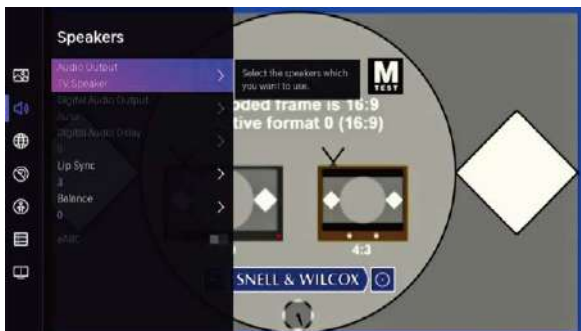 Speakers
Audio Output
TV Speaker
Select the speakers which
you want to use.
Digital Audio Output
Auto
Digital Audio Delay
0
Lip Sync
3
Balance
0
eARC
M
TEST
oded frame is 16:9
tive format 0 (16:9)
4:3
SNELL & WILCOX